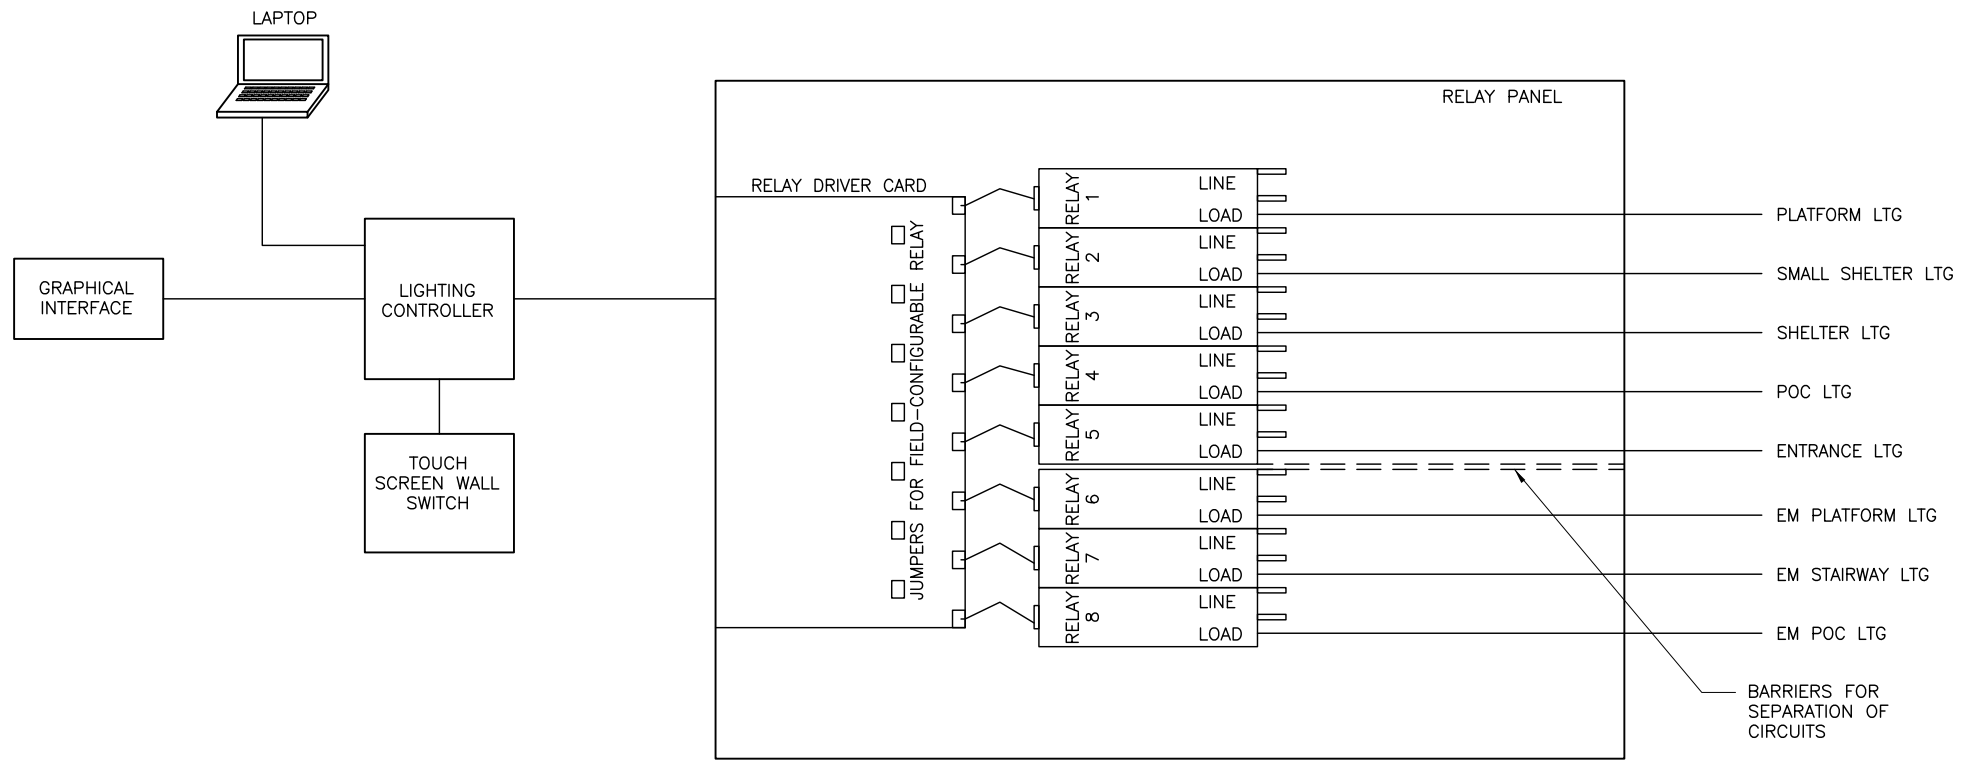 LAPTOP
RELAY PANEL
RELAY DRIVER CARD
GRAPHICAL
INTERFACE
LIGHTING
CONTROLLER
TOUCH
SCREEN WALL
SWITCH
JUMPERS FOR FIELD-CONFIGURABLE RELAY
RELAY
1
LINE
LOAD
PLATFORM LTG
RELAY
2
LINE
LOAD
SMALL SHELTER LTG
RELAY
3
LINE
LOAD
SHELTER LTG
RELAY
4
LINE
LOAD
POC LTG
RELAY
5
LINE
LOAD
ENTRANCE LTG
RELAY
6
LINE
LOAD
EM PLATFORM LTG
RELAY
7
LINE
LOAD
EM STAIRWAY LTG
RELAY
8
LINE
LOAD
EM POC LTG
BARRIERS FOR
SEPARATION OF
CIRCUITS